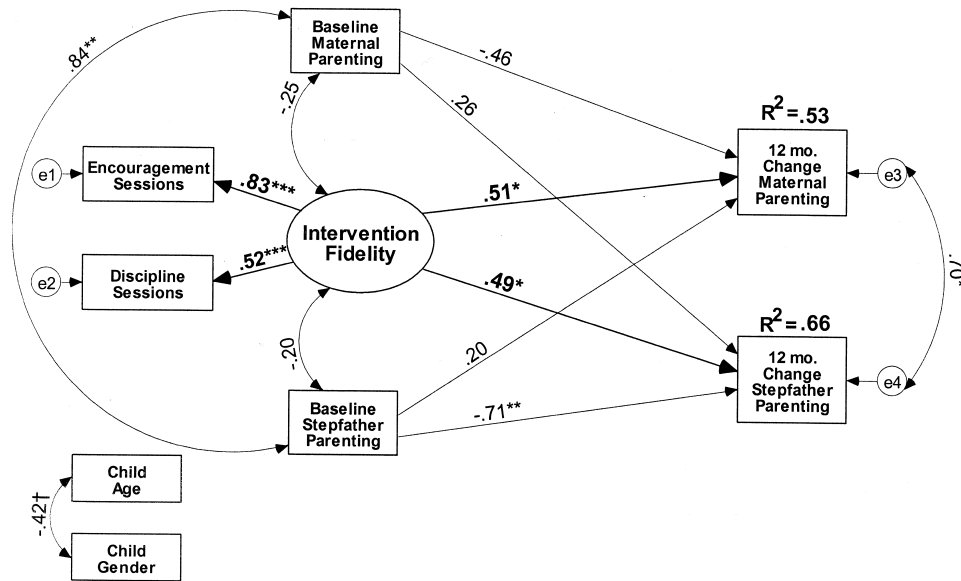 Baseline
Maternal
Parenting
.84**
-.46
-.25
.26
R2 = .53
Encouragement
Sessions
e1
.83***
12 mo.
Change
Maternal
Parenting
e3
.51*
Intervention
Fidelity
.52***
Discipline
Sessions
e2
.49*
.70*
R2 = .66
-.20
.20
12 mo.
Change
Stepfather
Parenting
e4
Baseline
Stepfather
Parenting
-.71**
Child
Age
-.42†
Child
Gender